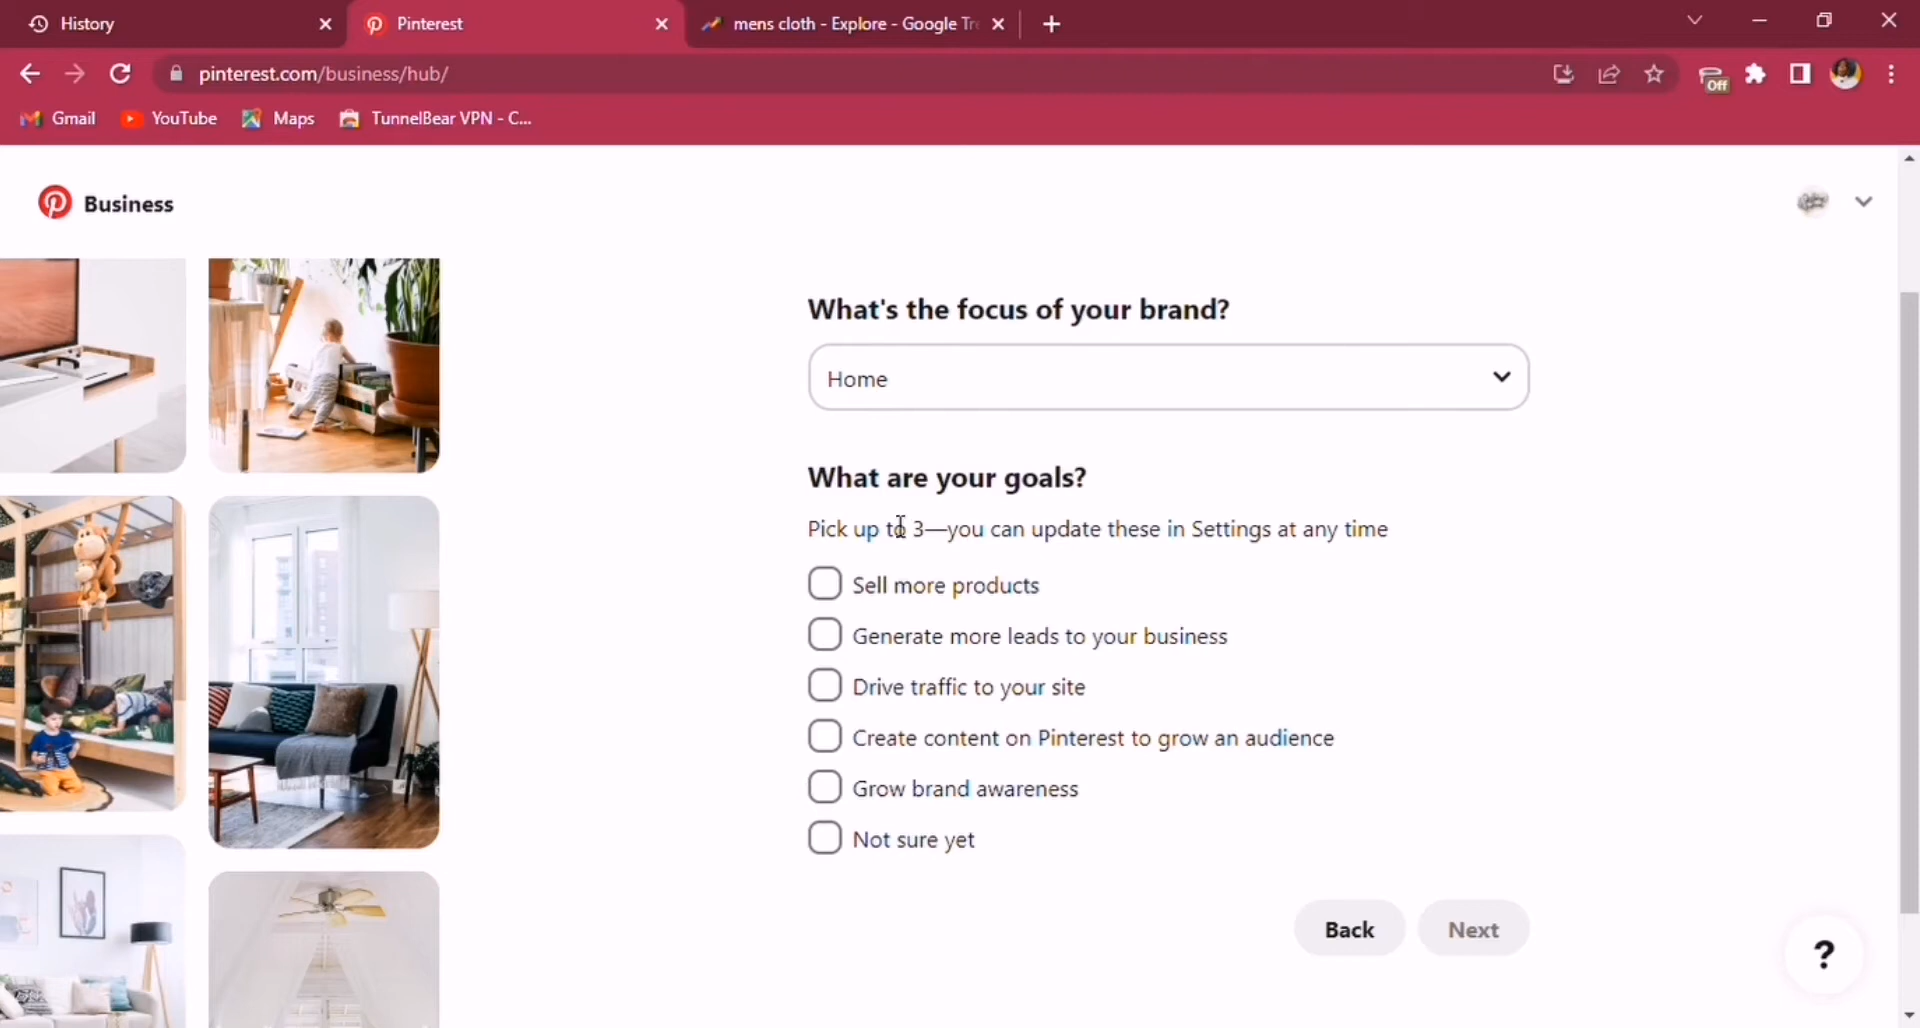 History
Pinterest
mens cloth - Explore - Google Tre
pinterest.com/business/hub/
Off
Gmail
YouTube
Maps
TunnelBear VPN - C...
Business
What's the focus of your brand?
Home
What are your goals?
Pick up to 3—you can update these in Settings at any time
Sell more products
Generate more leads to your business
Drive traffic to your site
Create content on Pinterest to grow an audience
Grow brand awareness
Not sure yet
Back
Next
?